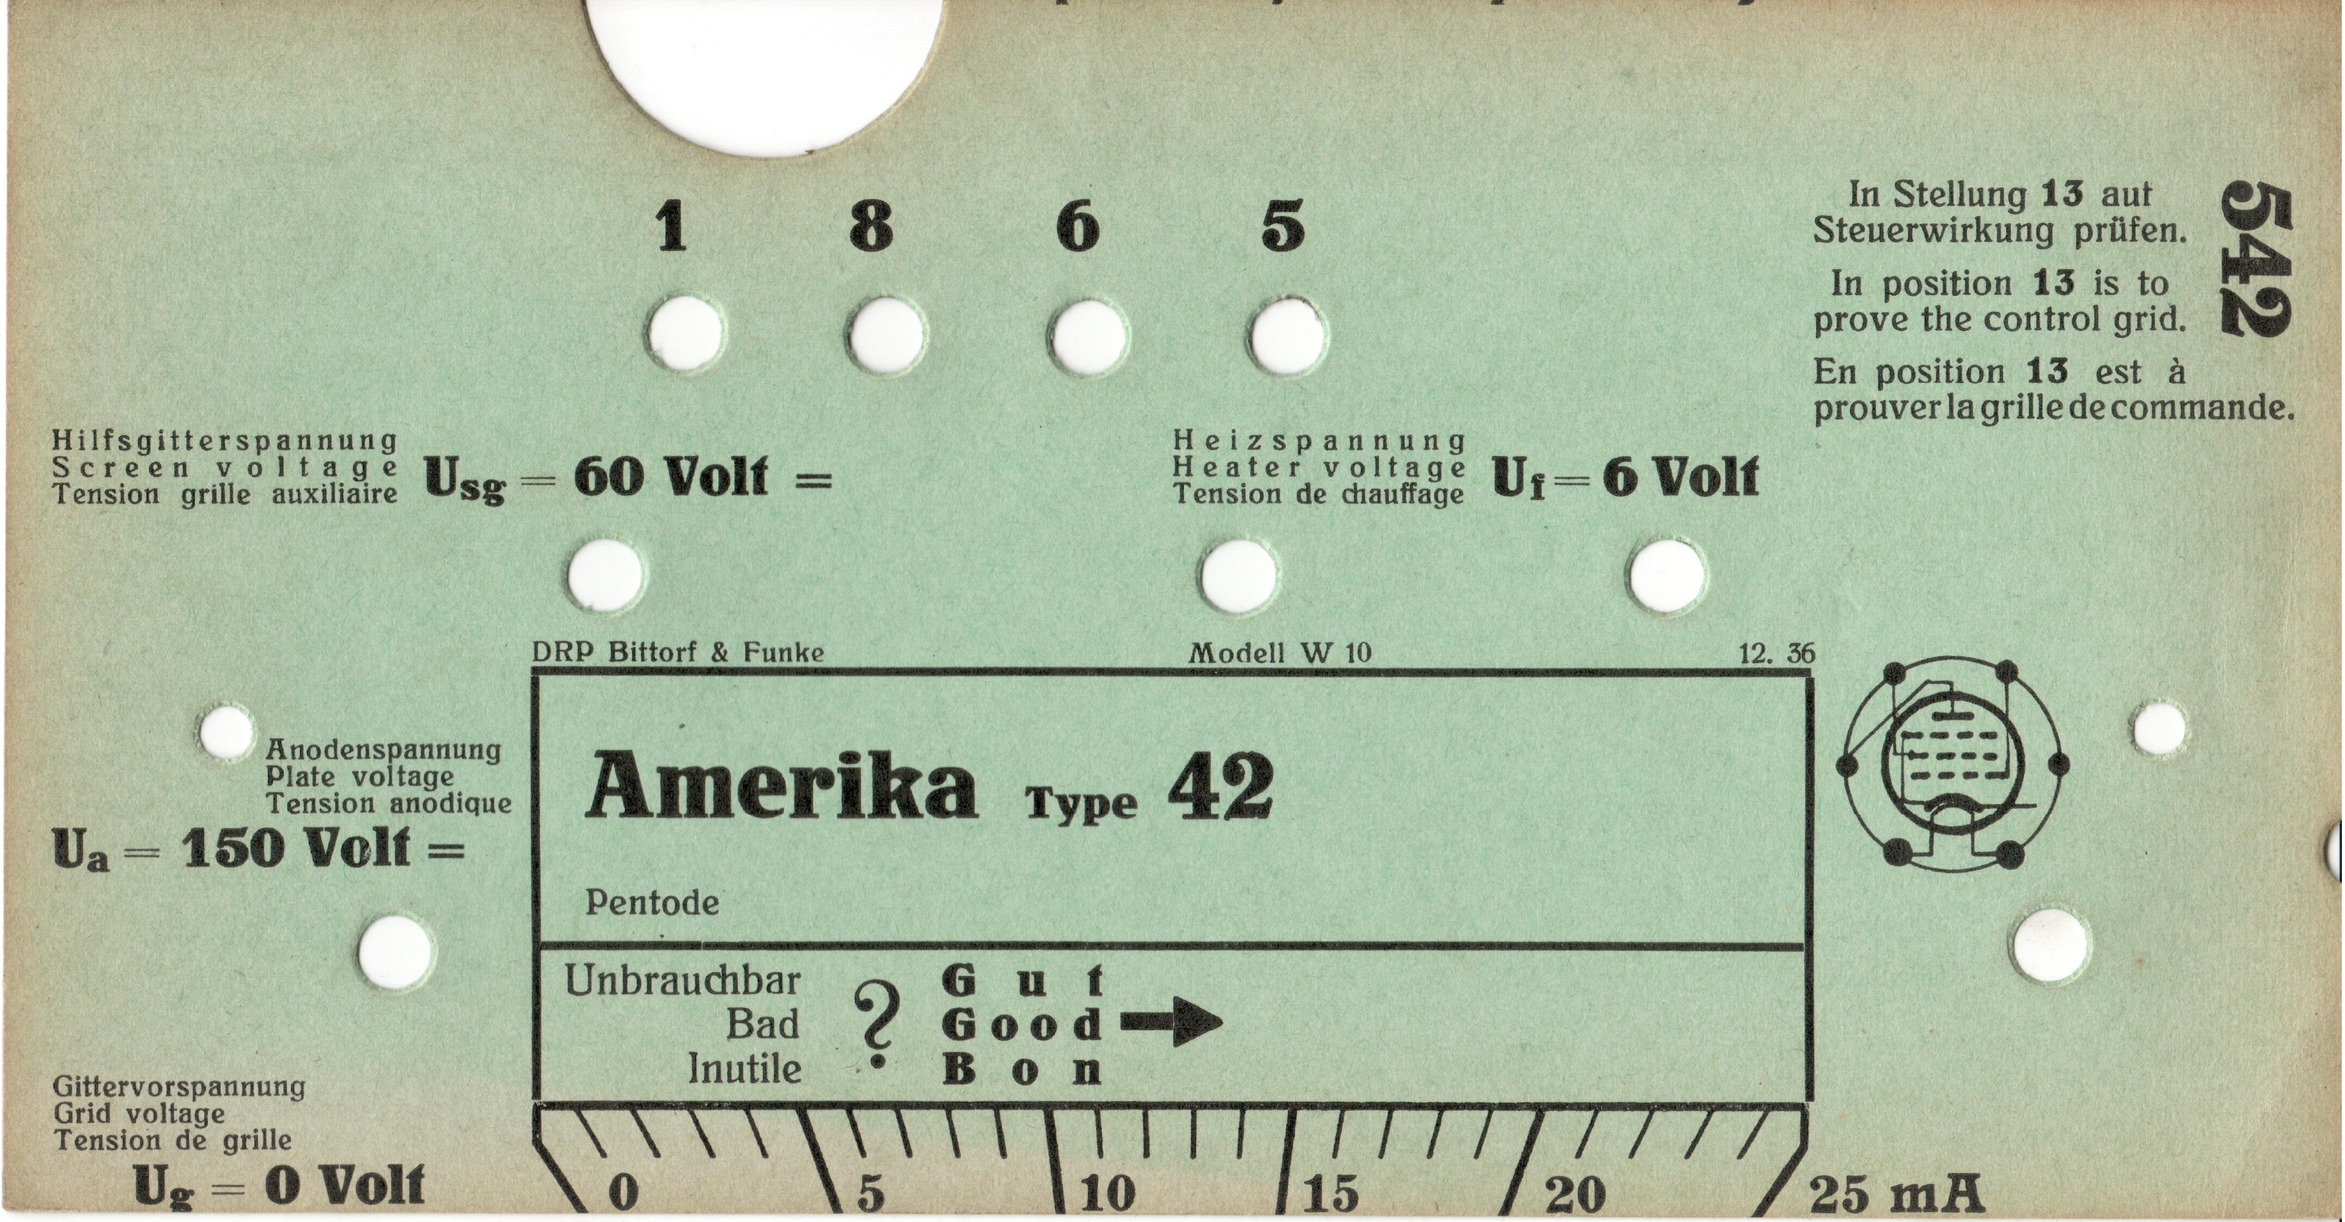 1 8 6 5
In Stellung 13 auf
Steuerwirkung prüfen.
In position 13 is to
prove the control grid.
En position 13 est à
prouver la grille de commande.
542
Hilfsgitterspannung
Screen voltage
Tension grille auxiliaire
Usg = 60 Volt =
Heizspannung
Heater voltage
Tension de chauffage
Uf = 6 Volt
DRP Bittorf & Funke Modell W 10 12. 36
Anodenspannung
Plate voltage
Tension anodique
Ua = 150 Volt =
Amerika Type 42
Pentode
Unbrauchbar
Bad
Inutile
?
Gut
Good
Bon
Gittervorspannung
Grid voltage
Tension de grille
Ug = 0 Volt
0 5 10 15 20 25 mA